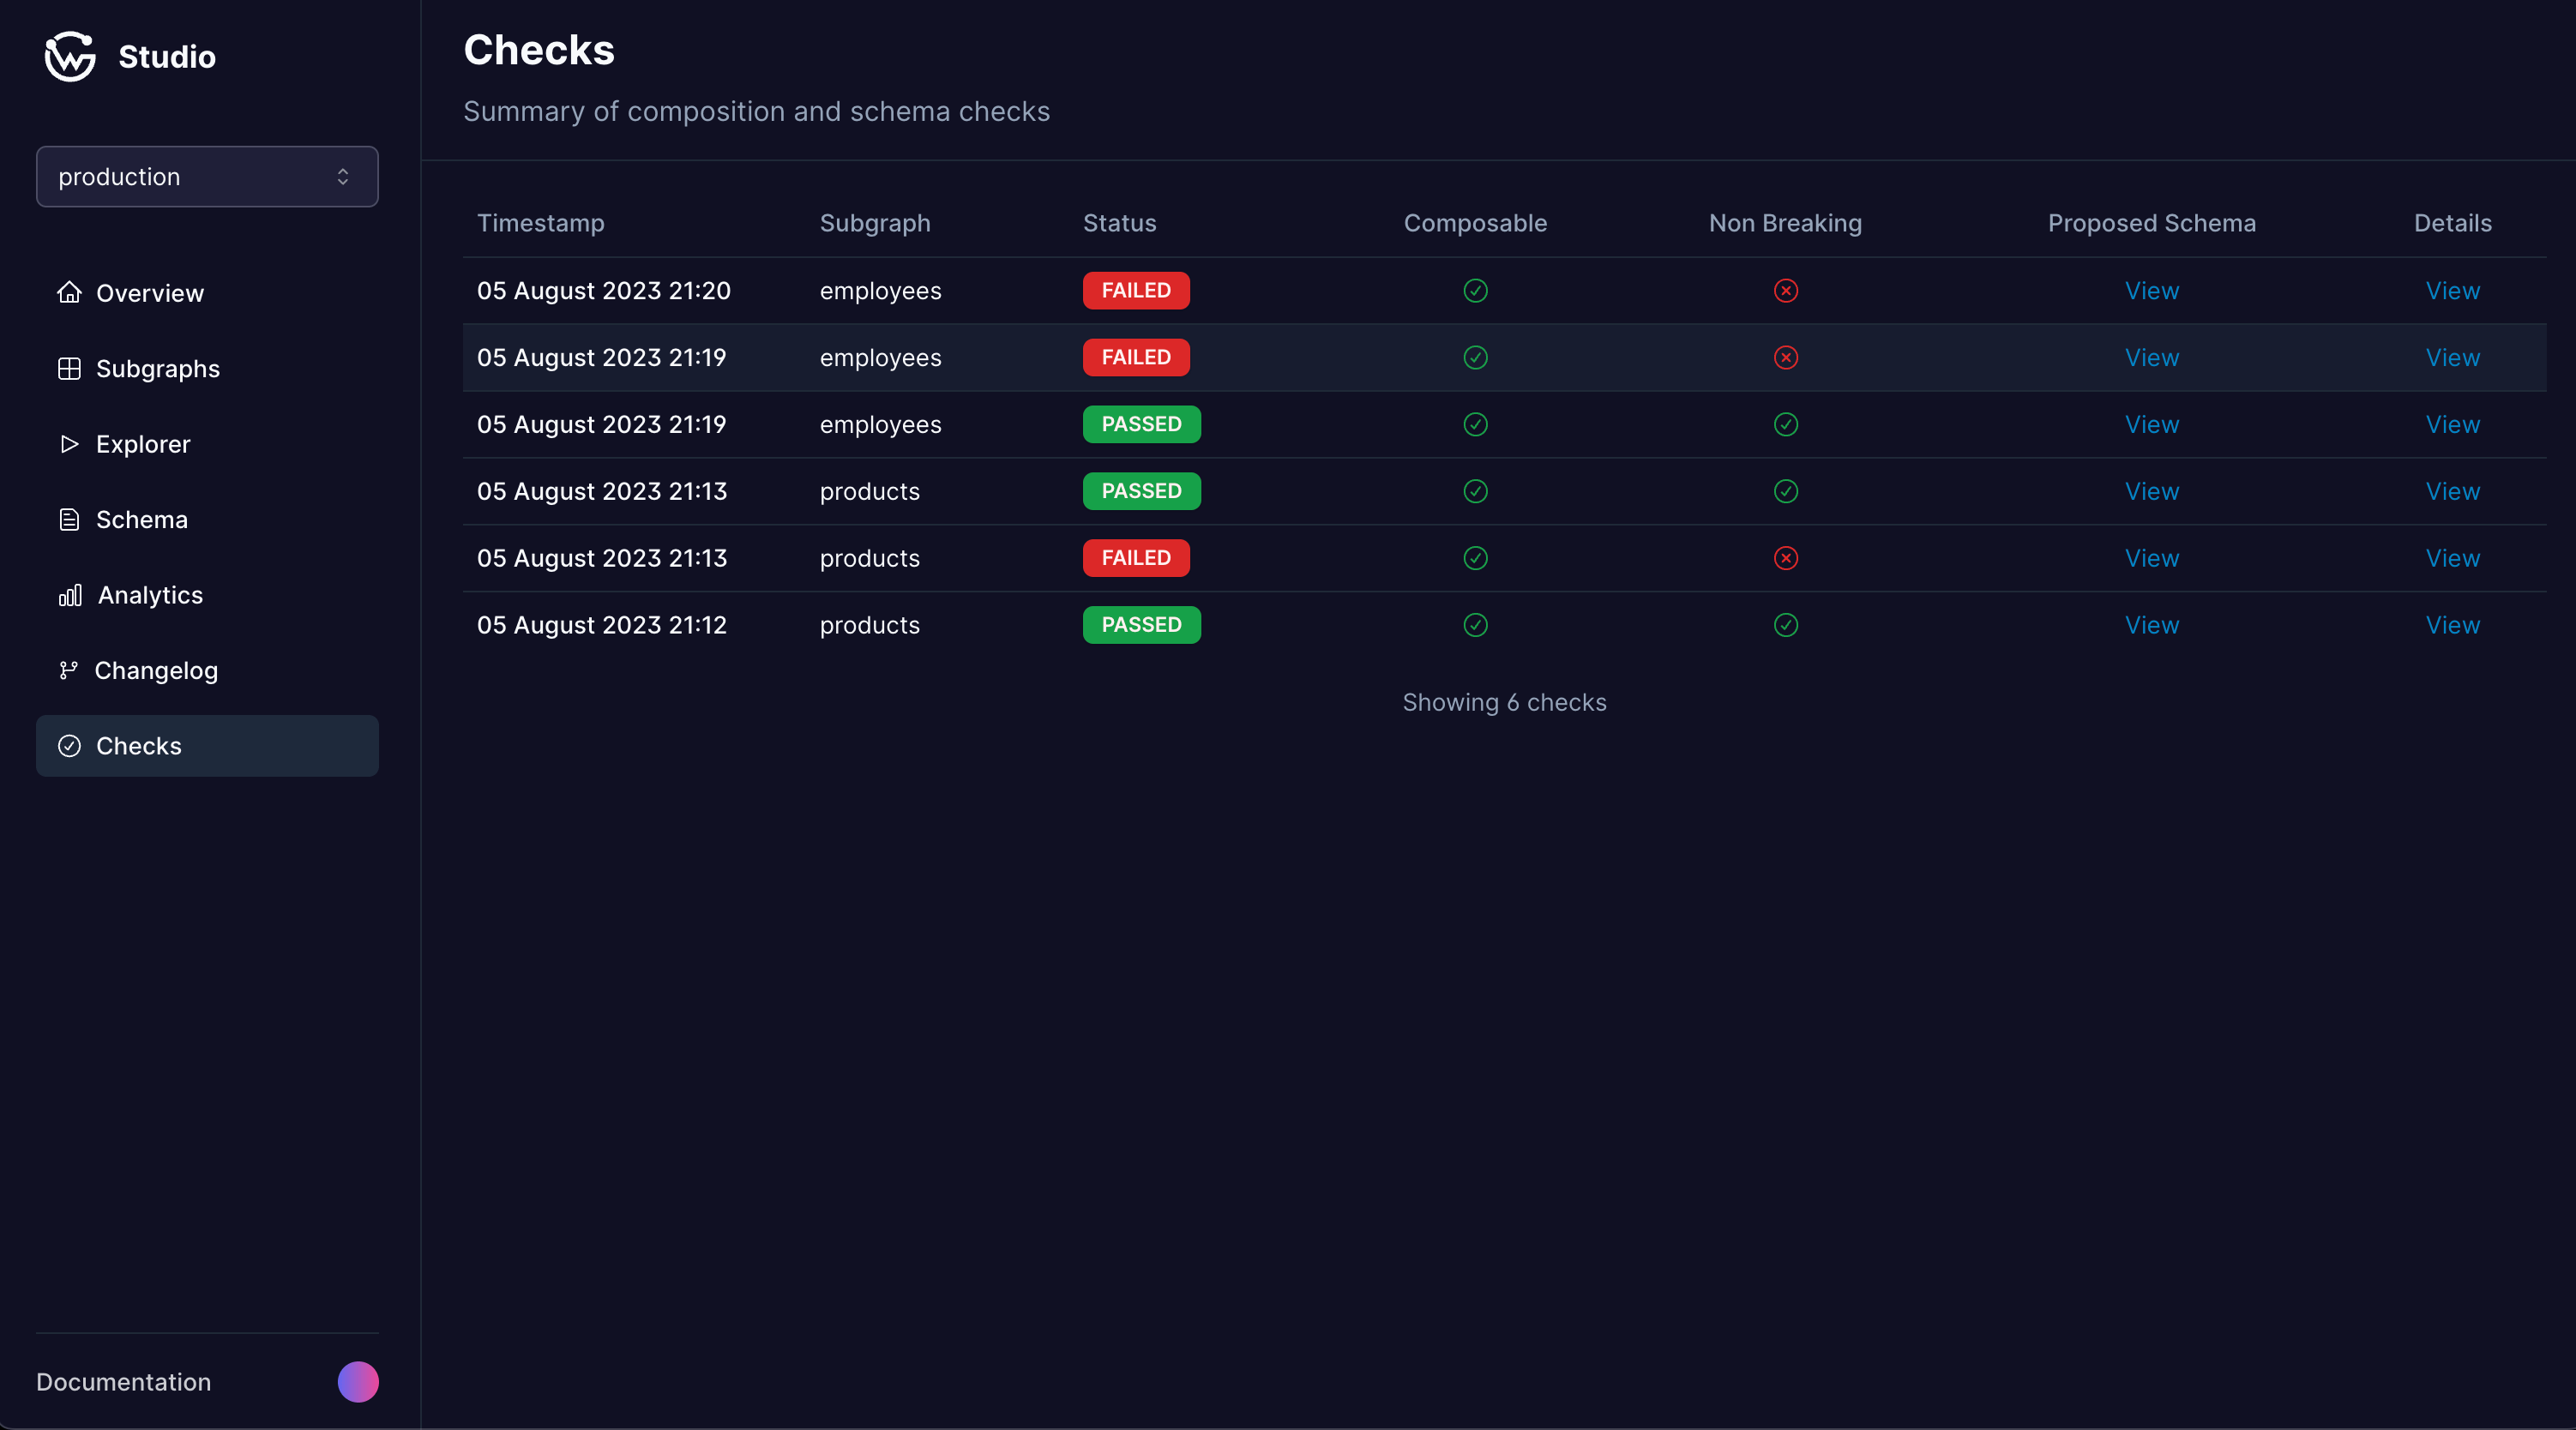 Studio
production
Overview
Subgraphs
Explorer
Schema
Analytics
Changelog
Checks
Documentation
Checks
Summary of composition and schema checks
Timestamp Subgraph Status Composable Non Breaking Proposed Schema Details
05 August 2023 21:20 employees FAILED View View
05 August 2023 21:19 employees FAILED View View
05 August 2023 21:19 employees PASSED View View
05 August 2023 21:13 products PASSED View View
05 August 2023 21:13 products FAILED View View
05 August 2023 21:12 products PASSED View View
Showing 6 checks